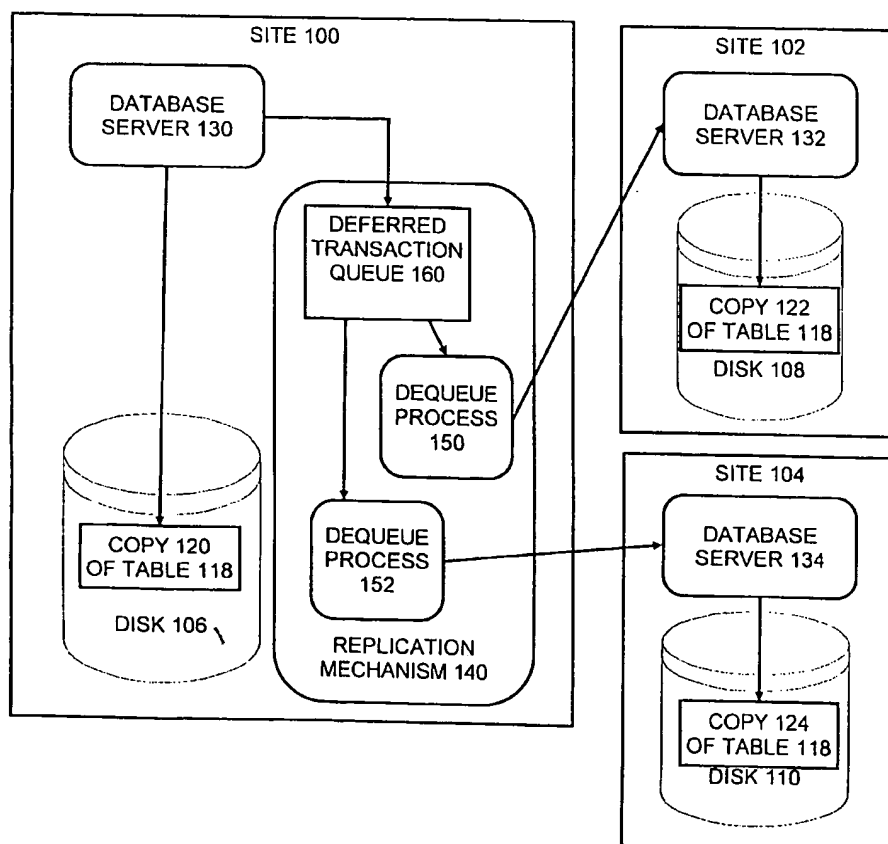 SITE 100
DATABASE
SERVER 130
DEFERRED
TRANSACTION
QUEUE 160
DEQUEUE
PROCESS
150
DEQUEUE
PROCESS
152
REPLICATION
MECHANISM 140
COPY 120
OF TABLE 118
DISK 106
SITE 102
DATABASE
SERVER 132
COPY 122
OF TABLE 118
DISK 108
SITE 104
DATABASE
SERVER 134
COPY 124
OF TABLE 118
DISK 110